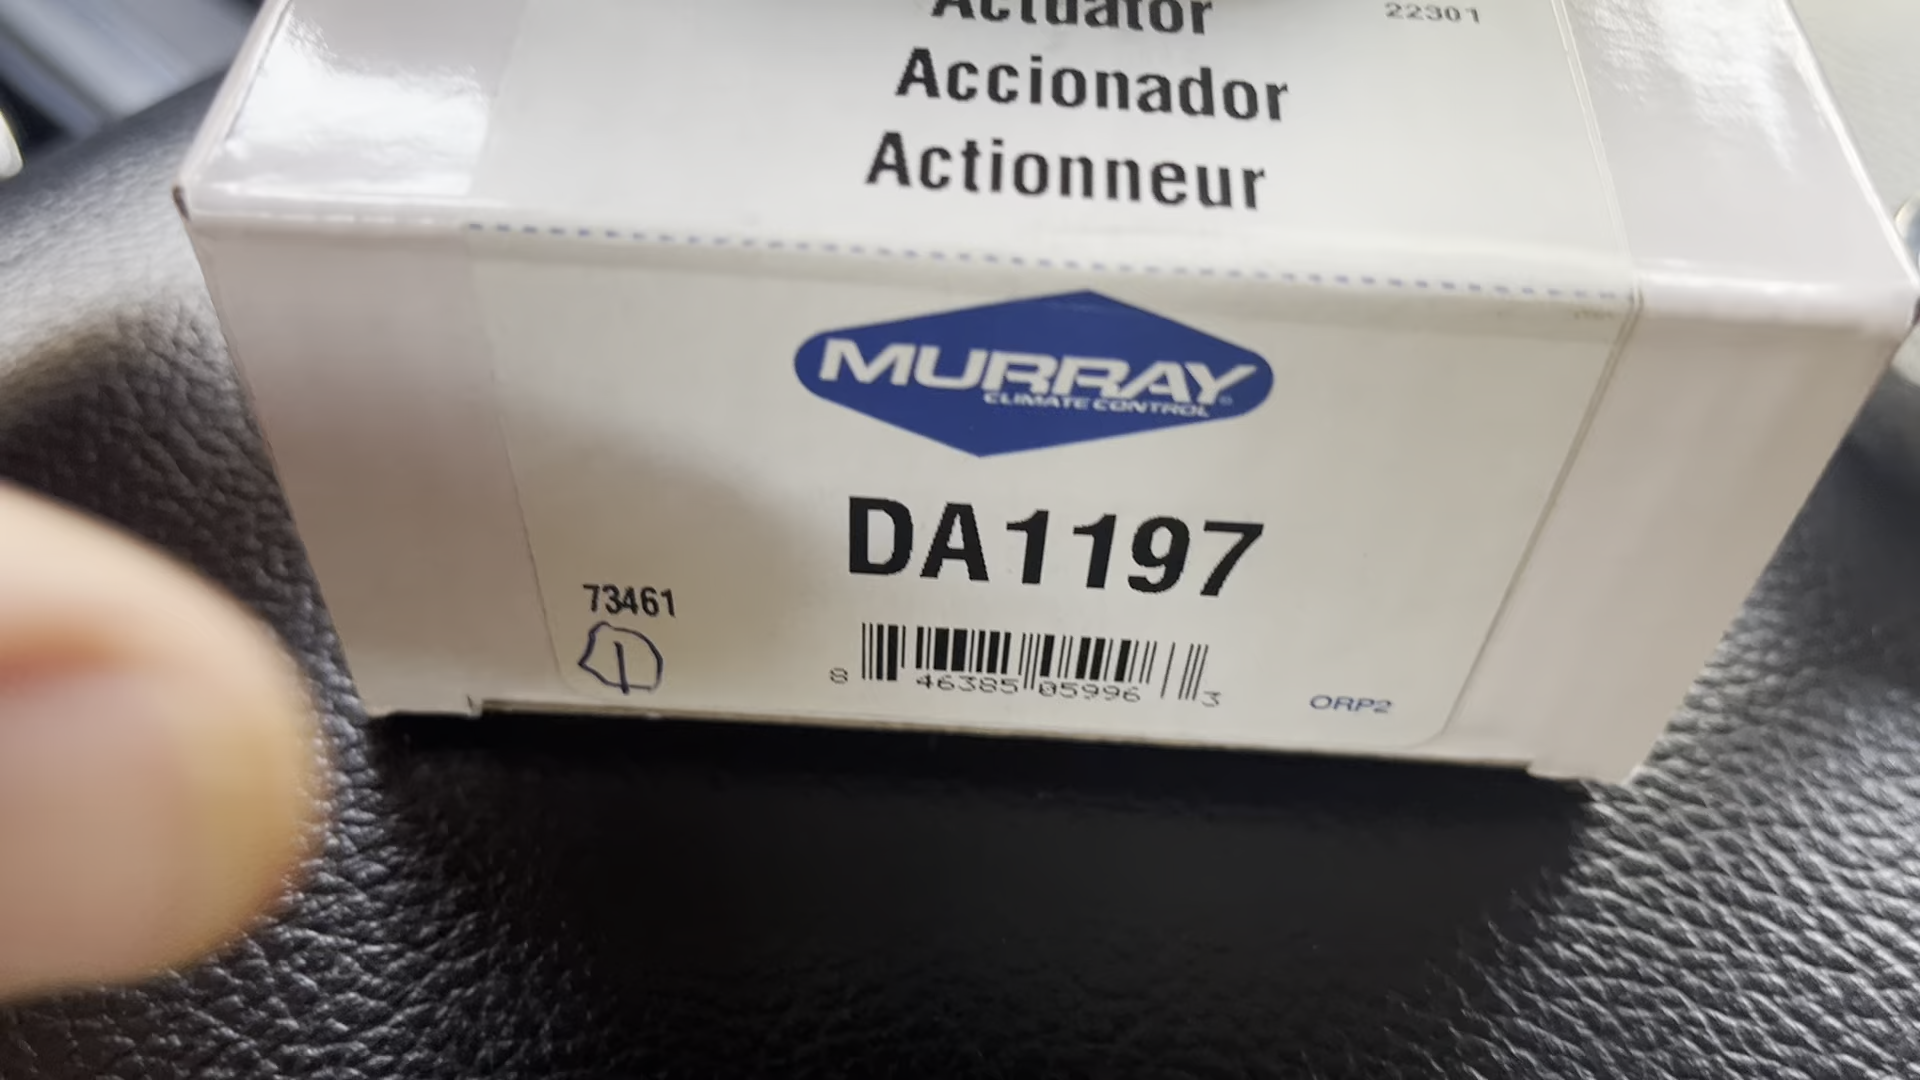 Actuator
22301
Accionador
Actionneur
MURRAY®
CLIMATE CONTROL
DA1197
73461
1
8 46385 05996 3
ORP2